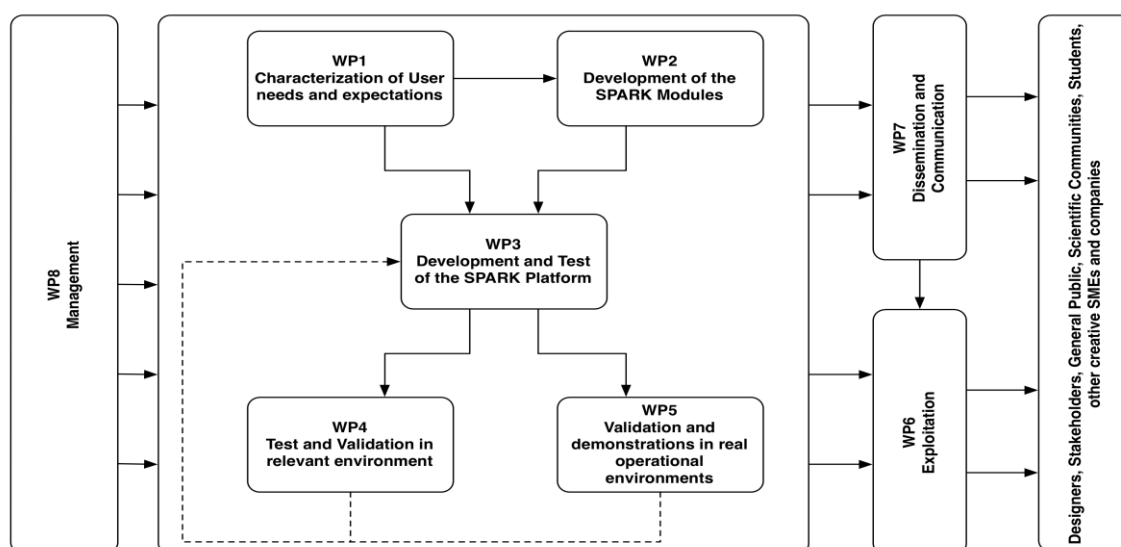 WP8
Management
WP1
Characterization of User
needs and expectations
WP2
Development of the
SPARK Modules
WP3
Development and Test
of the SPARK Platform
WP4
Test and Validation in
relevant environment
WP5
Validation and
demonstrations in real
operational
environments
WP7
Dissemination and
Communication
WP6
Exploitation
Designers, Stakeholders, General Public, Scientific Communities, Students,
other creative SMEs and companies